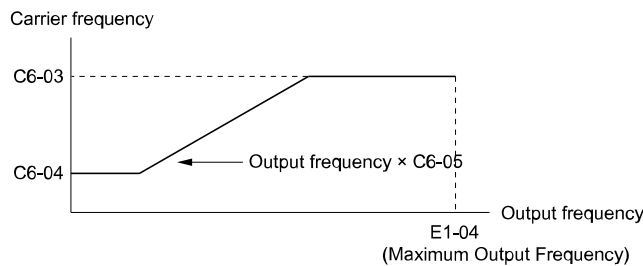 Carrier frequency
C6-03
Output frequency × C6-05
C6-04
Output frequency
E1-04
(Maximum Output Frequency)